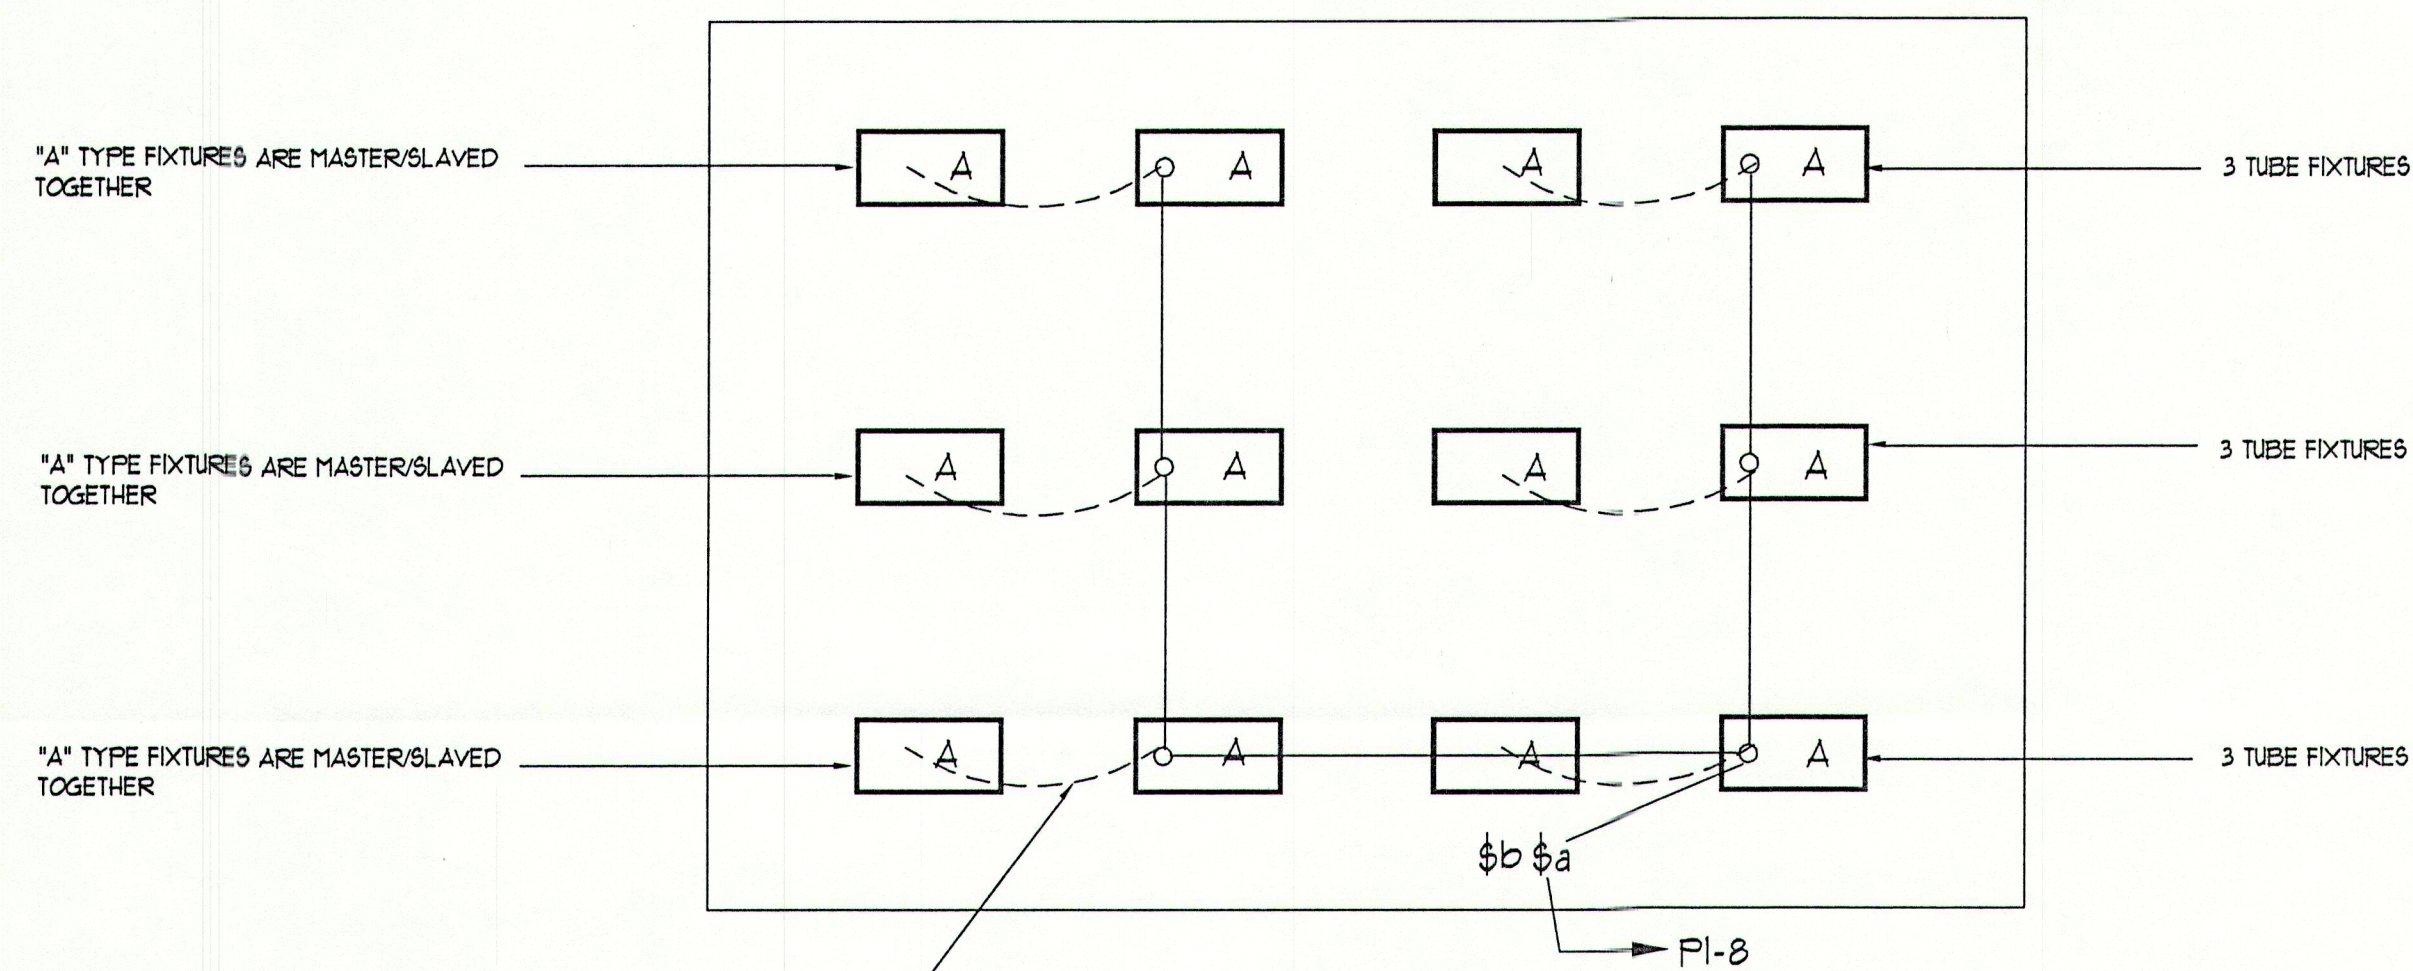 "A" TYPE FIXTURES ARE MASTER/SLAVED
TOGETHER
A A A A
3 TUBE FIXTURES
"A" TYPE FIXTURES ARE MASTER/SLAVED
TOGETHER
A A A A
3 TUBE FIXTURES
"A" TYPE FIXTURES ARE MASTER/SLAVED
TOGETHER
A A A A
3 TUBE FIXTURES
$b $a
P1-8